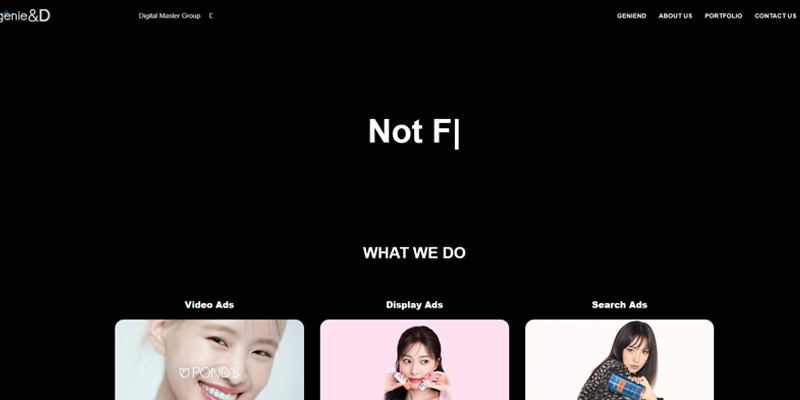 genie&D
Digital Master Group
GENIEND ABOUT US PORTFOLIO CONTACT US
Not F|
WHAT WE DO
Video Ads Display Ads Search Ads
POND'S